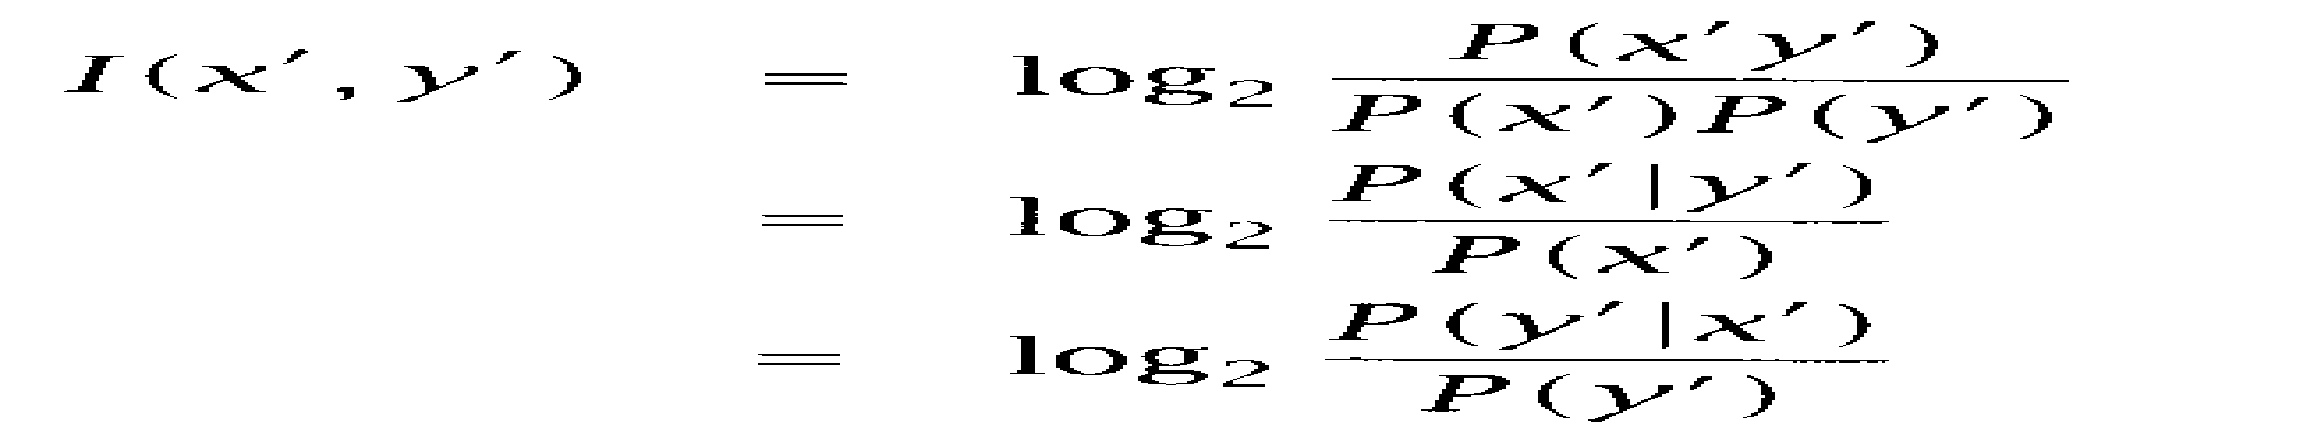 I(x′, y′) = log₂ P(x′y′) / P(x′)P(y′)
= log₂ P(x′|y′) / P(x′)
= log₂ P(y′|x′) / P(y′)